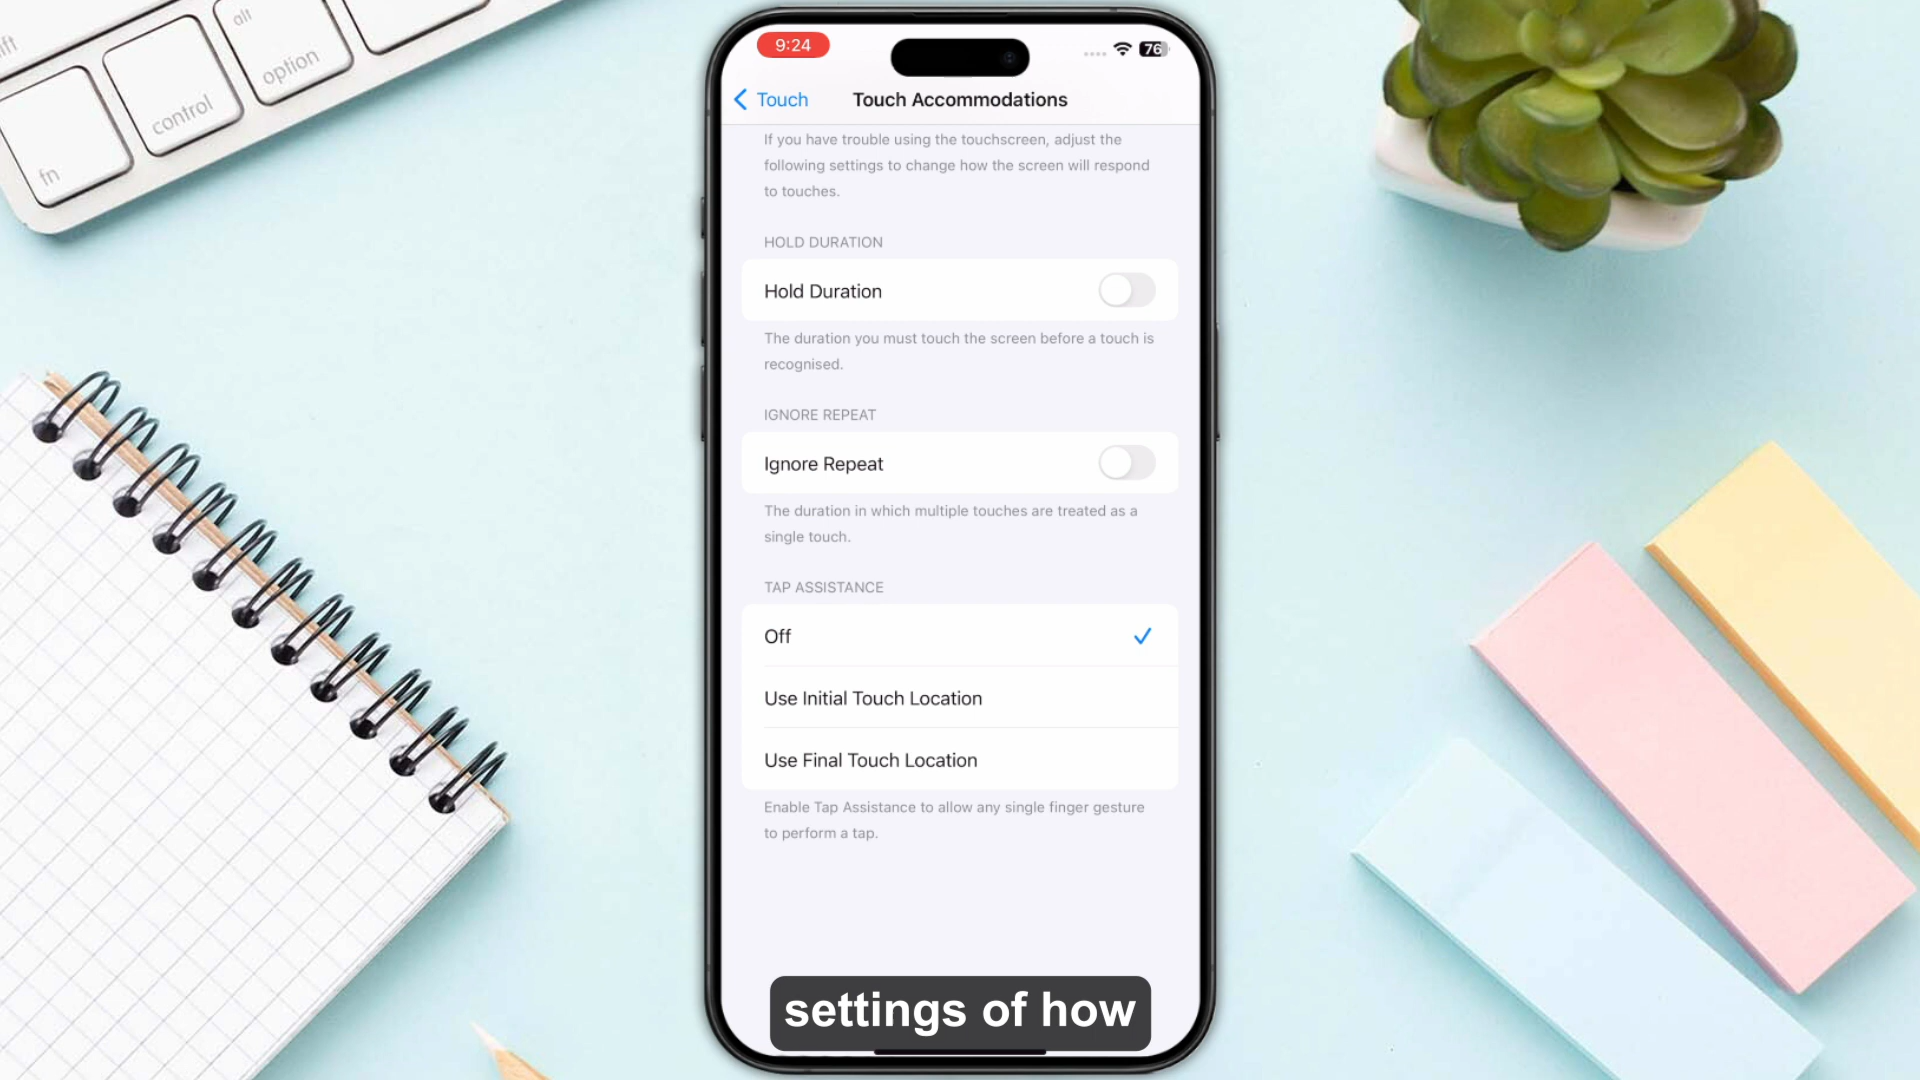 ift
alt
option
control
fn
9:24
76
Touch
Touch Accommodations
If you have trouble using the touchscreen, adjust the
following settings to change how the screen will respond
to touches.
HOLD DURATION
Hold Duration
The duration you must touch the screen before a touch is
recognised.
IGNORE REPEAT
Ignore Repeat
The duration in which multiple touches are treated as a
single touch.
TAP ASSISTANCE
Off
Use Initial Touch Location
Use Final Touch Location
Enable Tap Assistance to allow any single finger gesture
to perform a tap.
settings of how